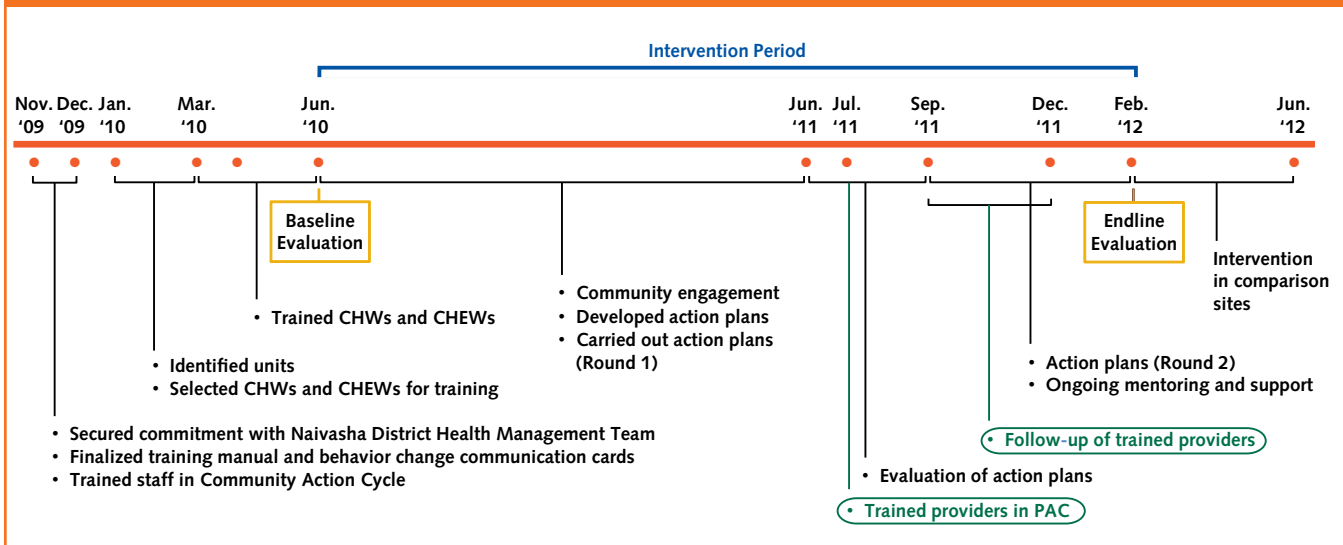 Intervention Period
Nov. Dec. Jan. Mar. Jun. Jun. Jul. Sep. Dec. Feb. Jun.
‘09 ‘09 ‘10 ‘10 ‘10 ‘11 ‘11 ‘11 ‘11 ‘12 ‘12
Baseline
Evaluation
Endline
Evaluation
Intervention
in comparison
sites
• Community engagement
• Developed action plans
• Carried out action plans
(Round 1)
• Trained CHWs and CHEWs
• Identified units
• Selected CHWs and CHEWs for training
• Action plans (Round 2)
• Ongoing mentoring and support
• Secured commitment with Naivasha District Health Management Team
• Finalized training manual and behavior change communication cards
• Trained staff in Community Action Cycle
• Follow-up of trained providers
• Evaluation of action plans
• Trained providers in PAC